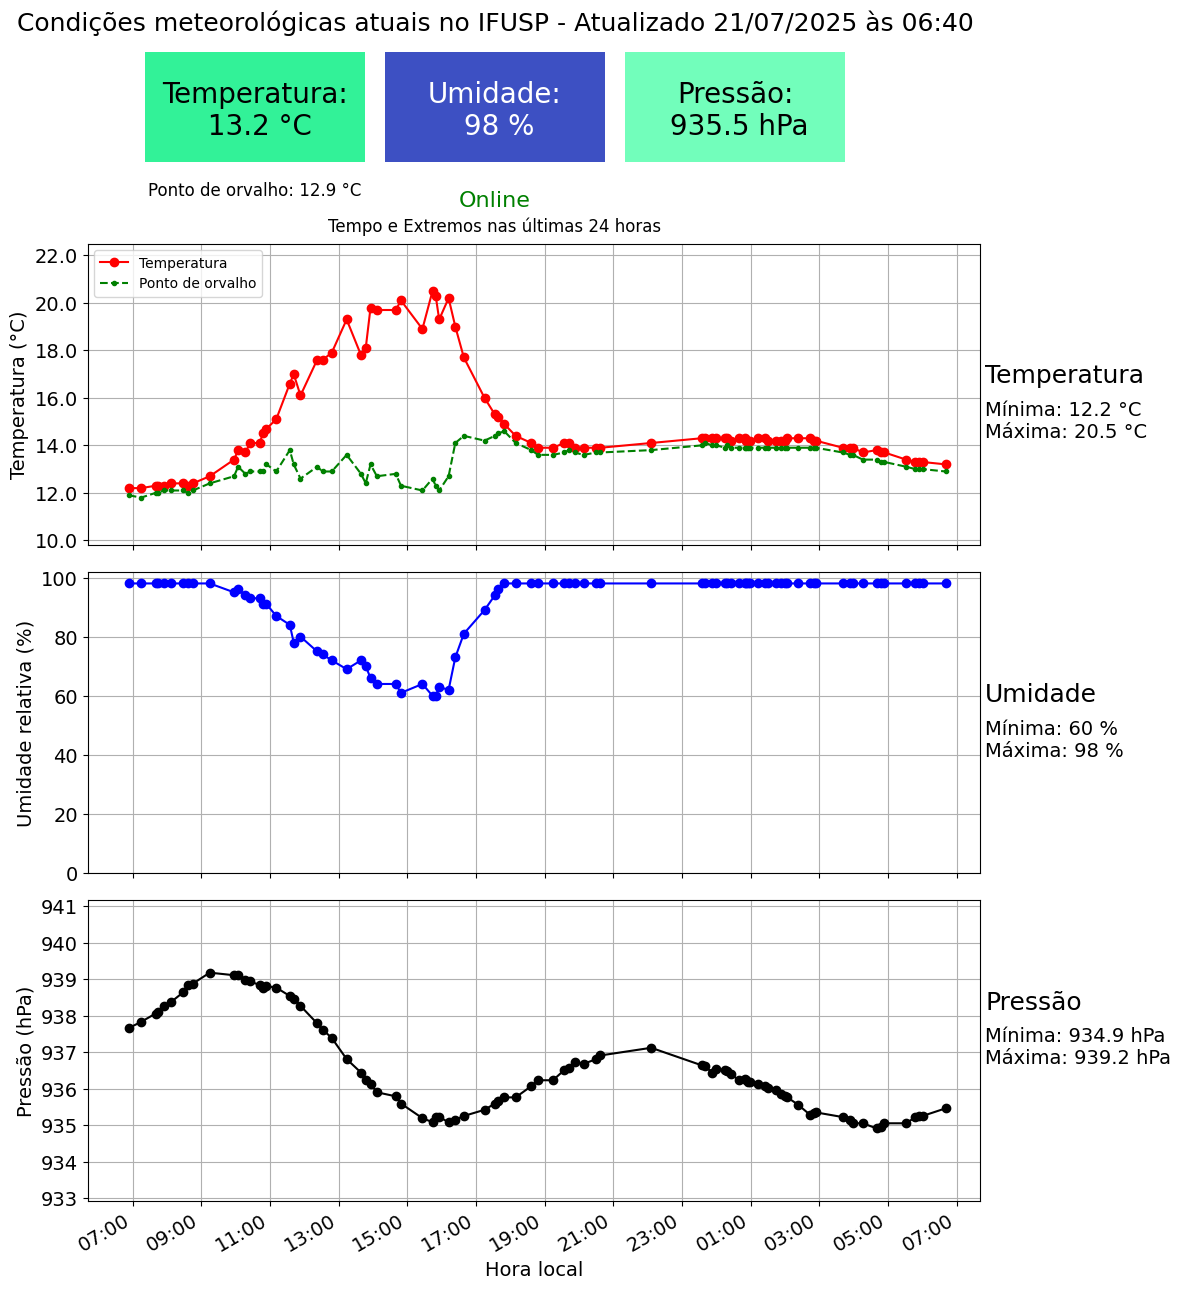 Condições meteorológicas atuais no IFUSP - Atualizado 21/07/2025 às 06:40
Temperatura:
13.2 °C
Umidade:
98 %
Pressão:
935.5 hPa
Ponto de orvalho: 12.9 °C
Online
Tempo e Extremos nas últimas 24 horas
Temperatura
Ponto de orvalho
Temperatura (°C)
22.0
20.0
18.0
16.0
14.0
12.0
10.0
Temperatura
Mínima: 12.2 °C
Máxima: 20.5 °C
Umidade relativa (%)
100
80
60
40
20
0
Umidade
Mínima: 60 %
Máxima: 98 %
Pressão (hPa)
941
940
939
938
937
936
935
934
933
Pressão
Mínima: 934.9 hPa
Máxima: 939.2 hPa
07:00 09:00 11:00 13:00 15:00 17:00 19:00 21:00 23:00 01:00 03:00 05:00 07:00
Hora local